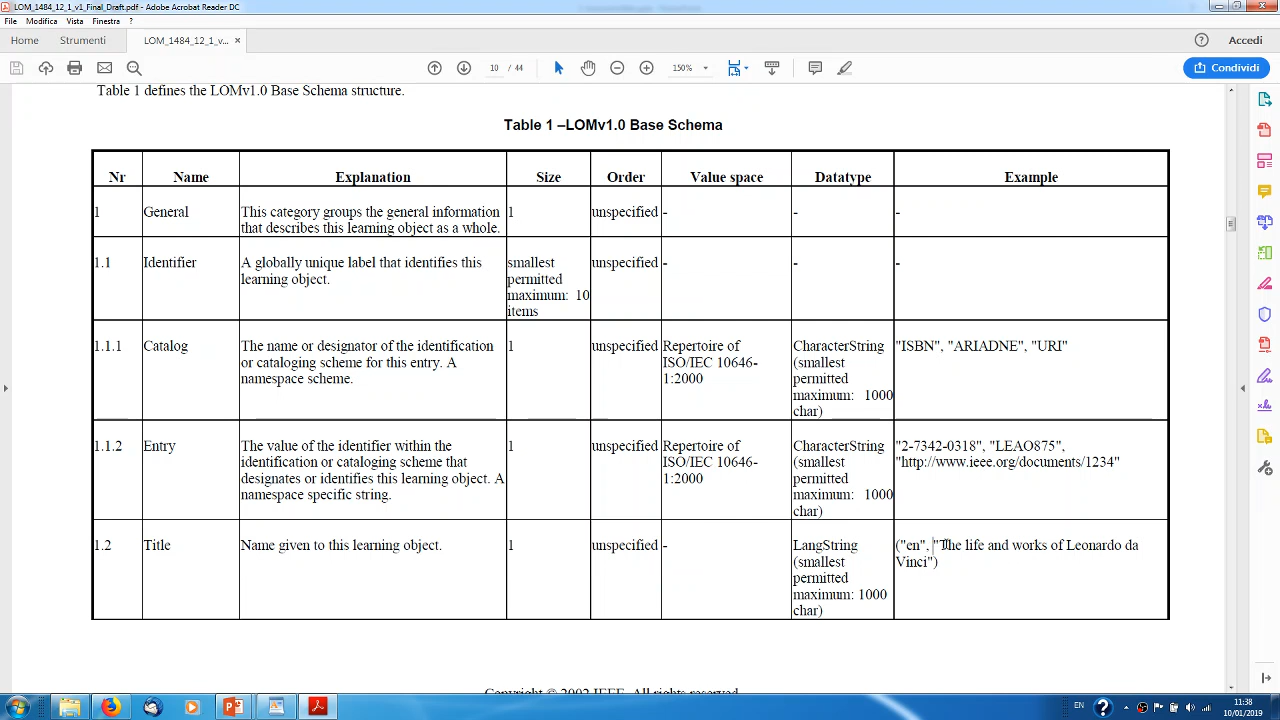 LOM_1484_12_1_v1_Final_Draft.pdf - Adobe Acrobat Reader DC
File Modifica Vista Finestra ?
Home Strumenti LOM_1484_12_1_v... × Accedi
10 / 44 150% Condividi
Table 1 defines the LOMv1.0 Base Schema structure.
Table 1 –LOMv1.0 Base Schema
Nr Name Explanation Size Order Value space Datatype Example
1 General This category groups the general information 1 unspecified - - -
that describes this learning object as a whole.
1.1 Identifier A globally unique label that identifies this smallest unspecified - - -
learning object. permitted
maximum: 10
items
1.1.1 Catalog The name or designator of the identification 1 unspecified Repertoire of CharacterString "ISBN", "ARIADNE", "URI"
or cataloging scheme for this entry. A ISO/IEC 10646- (smallest
namespace scheme. 1:2000 permitted
maximum: 1000
char)
1.1.2 Entry The value of the identifier within the 1 unspecified Repertoire of CharacterString "2-7342-0318", "LEAO875",
identification or cataloging scheme that ISO/IEC 10646- (smallest "http://www.ieee.org/documents/1234"
designates or identifies this learning object. A 1:2000 permitted
namespace specific string. maximum: 1000
char)
1.2 Title Name given to this learning object. 1 unspecified - LangString ("en", "The life and works of Leonardo da
(smallest Vinci")
permitted
maximum: 1000
char)
Copyright © 2002 IEEE. All rights reserved.
EN 11:38
10/01/2019